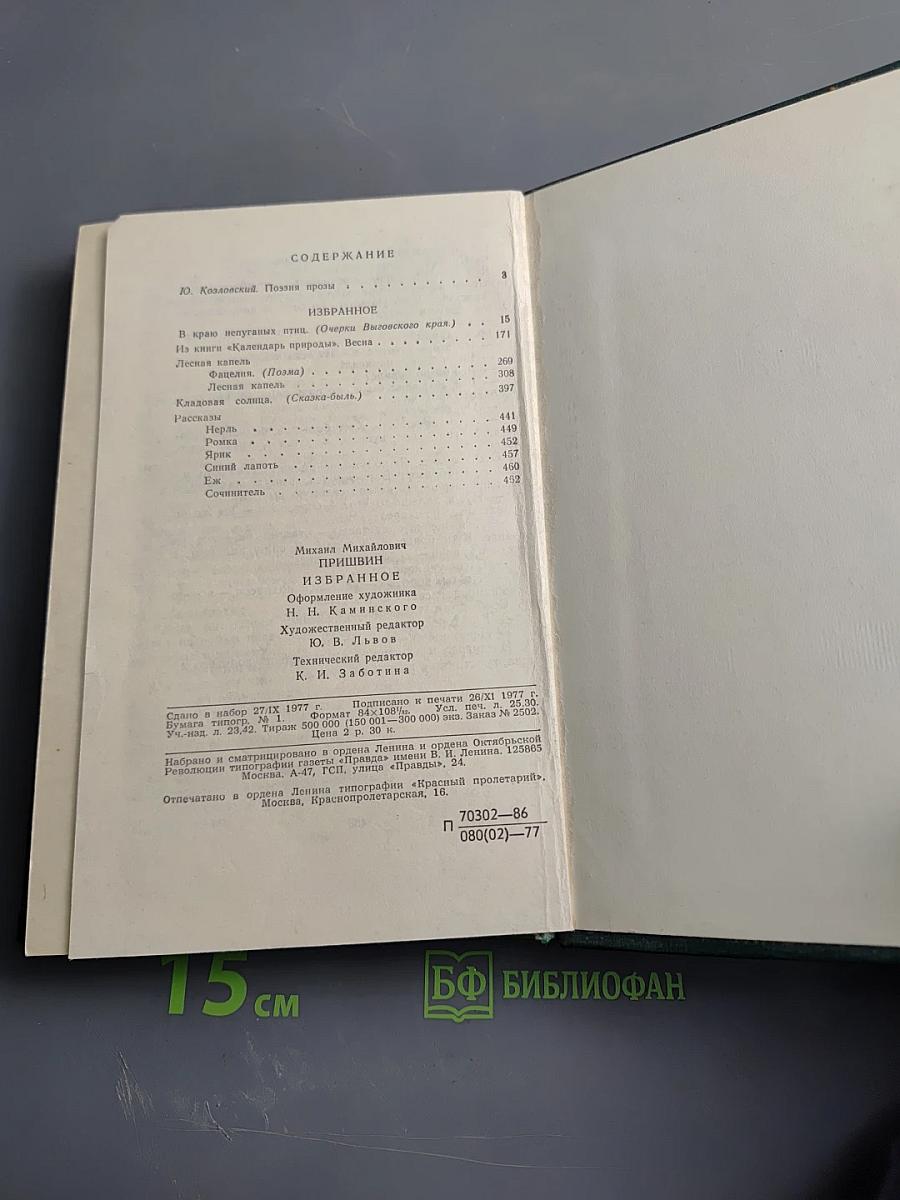 СОДЕРЖАНИЕ
Ю. Козловский. Поэзия прозы . . . . . . . . . . . 3
ИЗБРАННОЕ
В краю непуганых птиц. (Очерки Выговского края.) . . 15
Из книги «Календарь природы». Весна . . . . . . . . 171
Лесная капель
Фацелия. (Поэма) . . . . . . . . . . . . . 269
Лесная капель . . . . . . . . . . . . . . 308
Кладовая солнца. (Сказка-быль.) . . . . . . . . . 397
Рассказы
Нерль . . . . . . . . . . . . . . . . . 441
Ромка . . . . . . . . . . . . . . . . . 449
Ярик . . . . . . . . . . . . . . . . . 452
Синий лапоть . . . . . . . . . . . . . . 457
Еж . . . . . . . . . . . . . . . . . . 460
Сочинитель . . . . . . . . . . . . . . . 462
Михаил Михайлович
ПРИШВИН
ИЗБРАННОЕ
Оформление художника
Н. Н. Каминского
Художественный редактор
Ю. В. Львов
Технический редактор
К. И. Заботина
Сдано в набор 27/IX 1977 г. Подписано к печати 26/XI 1977 г.
Бумага типогр. № 1. Формат 84×108¹/₃₂. Усл. печ. л. 25,30.
Уч.-изд. л. 23,42. Тираж 500 000 (150 001—300 000) экз. Заказ № 2502.
Цена 2 р. 30 к.
Набрано и сматрицировано в ордена Ленина и ордена Октябрьской
Революции типографии газеты «Правда» имени В. И. Ленина. 125865
Москва, А-47, ГСП, улица «Правды», 24.
Отпечатано в ордена Ленина типографии «Красный пролетарий».
Москва, Краснопролетарская, 16.
П 70302—86
080(02)—77
15 см
БФ БИБЛИОФАН